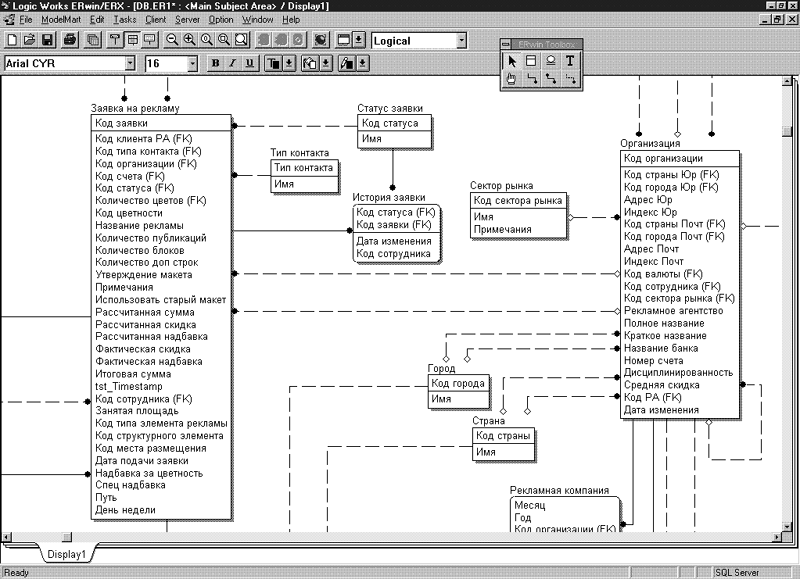 Logic Works ERwin/ERX - [DB.ER1* : <Main Subject Area> / Display1]
File ModelMart Edit Tasks Client Server Option Window Help
Logical
Arial CYR 16 B I U
ERwin Toolbox
T
Заявка на рекламу
Код заявки
Код клиента РА (FK)
Код типа контакта (FK)
Код организации (FK)
Код счета (FK)
Код статуса (FK)
Количество цветов (FK)
Код цветности
Название рекламы
Количество публикаций
Количество блоков
Количество доп строк
Утверждение макета
Примечания
Использовать старый макет
Рассчитанная сумма
Рассчитанная скидка
Рассчитанная надбавка
Фактическая скидка
Фактическая надбавка
Итоговая сумма
tst_Timestamp
Код сотрудника (FK)
Занятая площадь
Код типа элемента рекламы
Код структурного элемента
Код места размещения
Дата подачи заявки
Надбавка за цветность
Спец надбавка
Путь
День недели
Статус заявки
Код статуса
Имя
Тип контакта
Тип контакта
Имя
История заявки
Код статуса (FK)
Код заявки (FK)
Дата изменения
Код сотрудника
Сектор рынка
Код сектора рынка
Имя
Примечания
Организация
Код организации
Код страны Юр (FK)
Код города Юр (FK)
Адрес Юр
Индекс Юр
Код страны Почт (FK)
Код города Почт (FK)
Адрес Почт
Индекс Почт
Код валюты (FK)
Код сотрудника (FK)
Код сектора рынка (FK)
Рекламное агентство
Полное название
Краткое название
Название банка
Номер счета
Дисциплинированность
Средняя скидка
Код РА (FK)
Дата изменения
Город
Код города
Имя
Страна
Код страны
Имя
Рекламная компания
Месяц
Год
Код организации (FK)
Display1
Ready
SQL Server